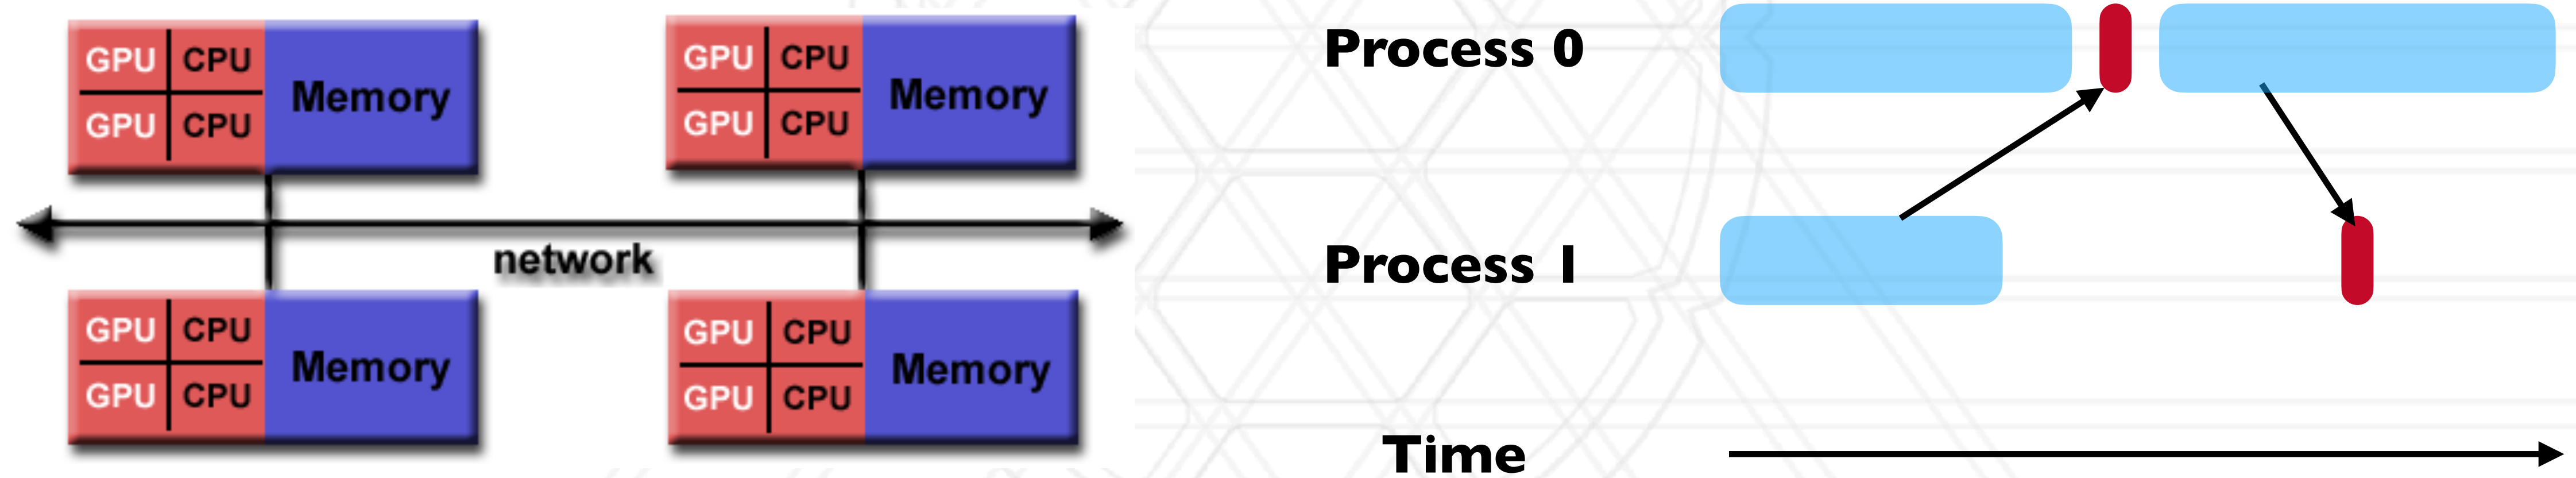 GPU CPU Memory
GPU CPU
GPU CPU Memory
GPU CPU
network
GPU CPU Memory
GPU CPU
GPU CPU Memory
GPU CPU
Process 0
Process 1
Time